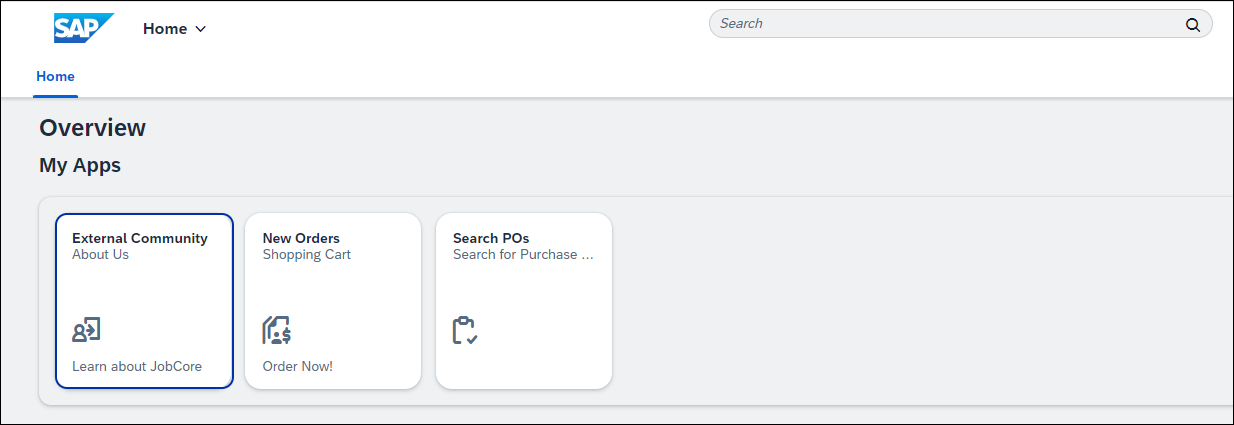 SAP
Home
Search
Home
Overview
My Apps
External Community
About Us
Learn about JobCore
New Orders
Shopping Cart
$
Order Now!
Search POs
Search for Purchase ...